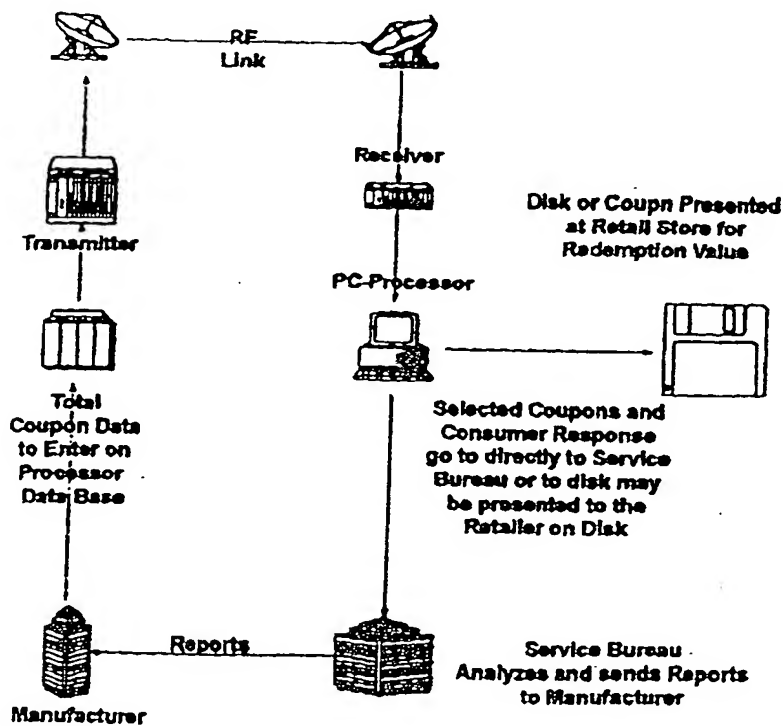 RF
Link
Receiver
Transmitter
Disk or Coupn Presented
at Retail Store for
Redemption Value
PC-Processor
Total
Coupon Data
to Enter on
Processor
Data Base
Selected Coupons and
Consumer Response
go to directly to Service
Bureau or to disk may
be presented to the
Retailer on Disk
Reports
Manufacturer
Service Bureau
Analyzes and sends Reports
to Manufacturer